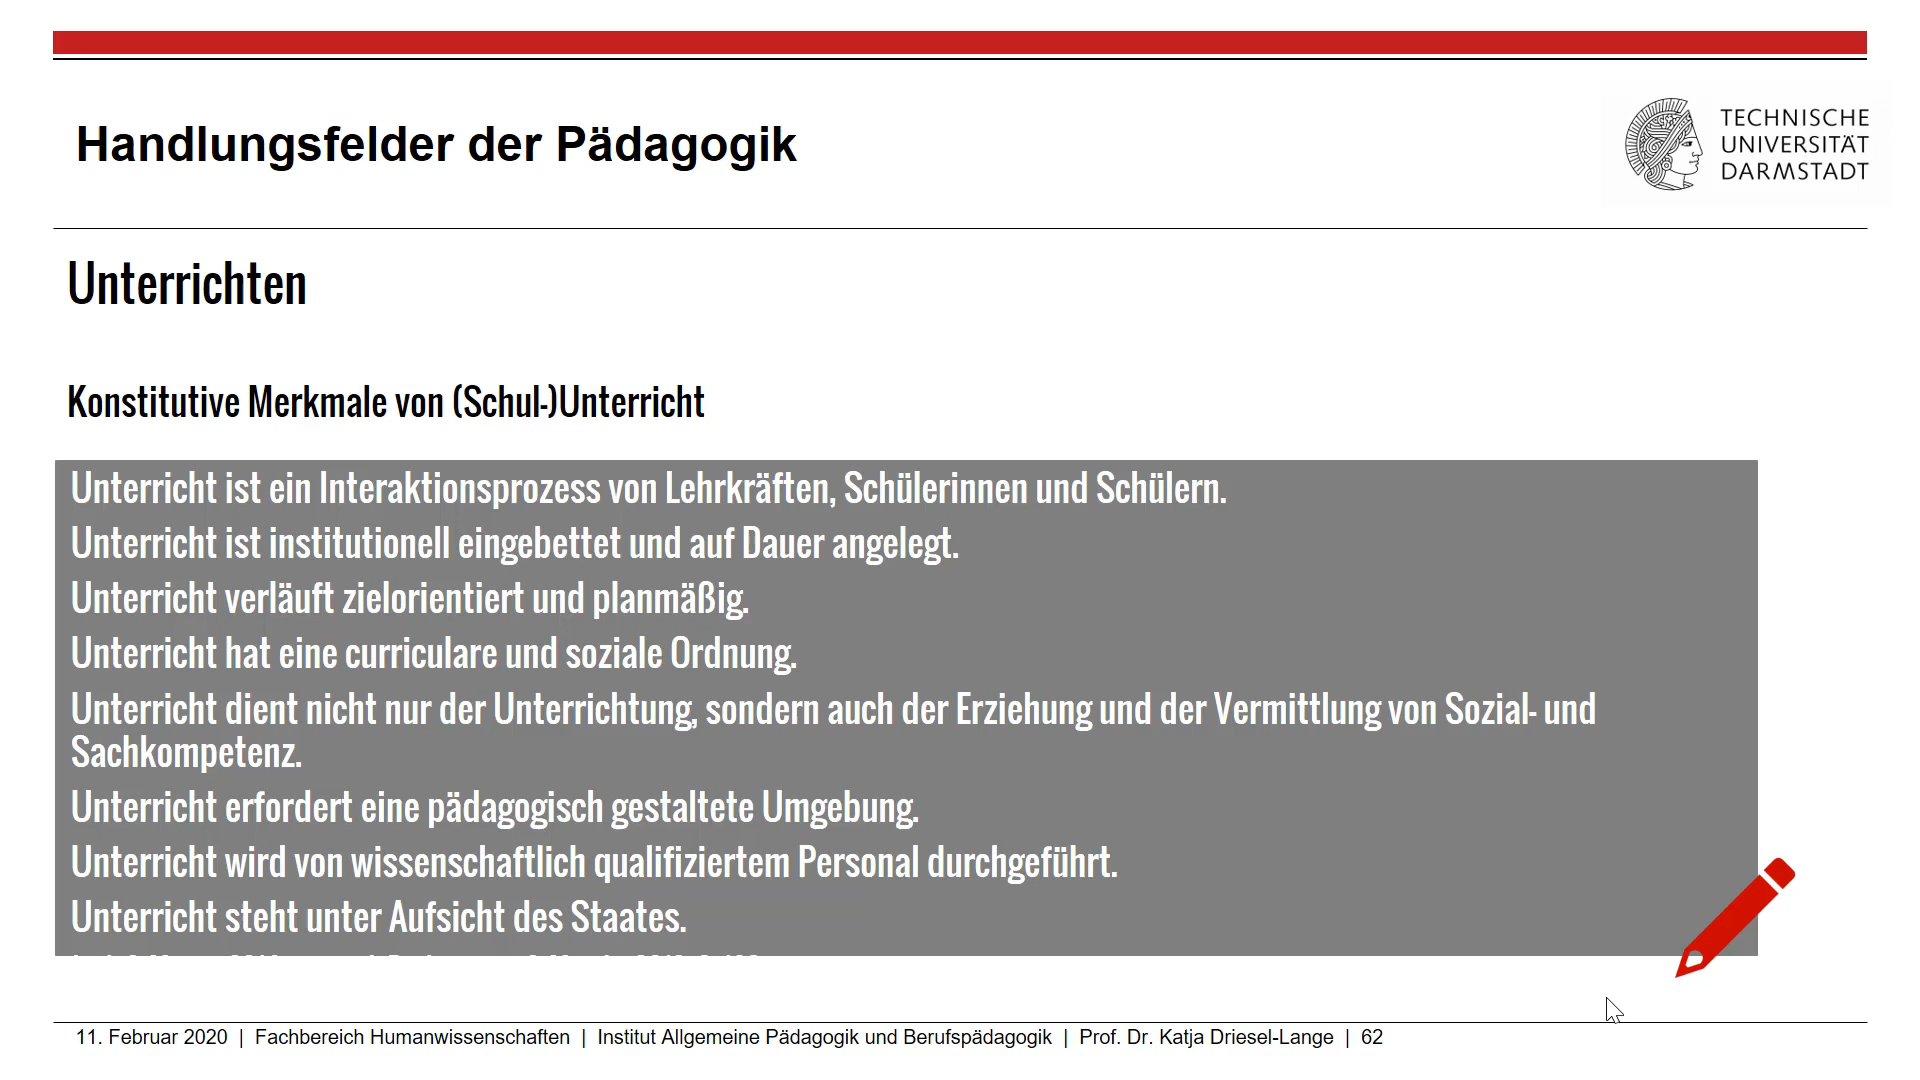 Handlungsfelder der Pädagogik
TECHNISCHE
UNIVERSITÄT
DARMSTADT
Unterrichten
Konstitutive Merkmale von (Schul-)Unterricht
Unterricht ist ein Interaktionsprozess von Lehrkräften, Schülerinnen und Schülern.
Unterricht ist institutionell eingebettet und auf Dauer angelegt.
Unterricht verläuft zielorientiert und planmäßig.
Unterricht hat eine curriculare und soziale Ordnung.
Unterricht dient nicht nur der Unterrichtung, sondern auch der Erziehung und der Vermittlung von Sozial- und
Sachkompetenz.
Unterricht erfordert eine pädagogisch gestaltete Umgebung.
Unterricht wird von wissenschaftlich qualifiziertem Personal durchgeführt.
Unterricht steht unter Aufsicht des Staates.
11. Februar 2020 | Fachbereich Humanwissenschaften | Institut Allgemeine Pädagogik und Berufspädagogik | Prof. Dr. Katja Driesel-Lange | 62